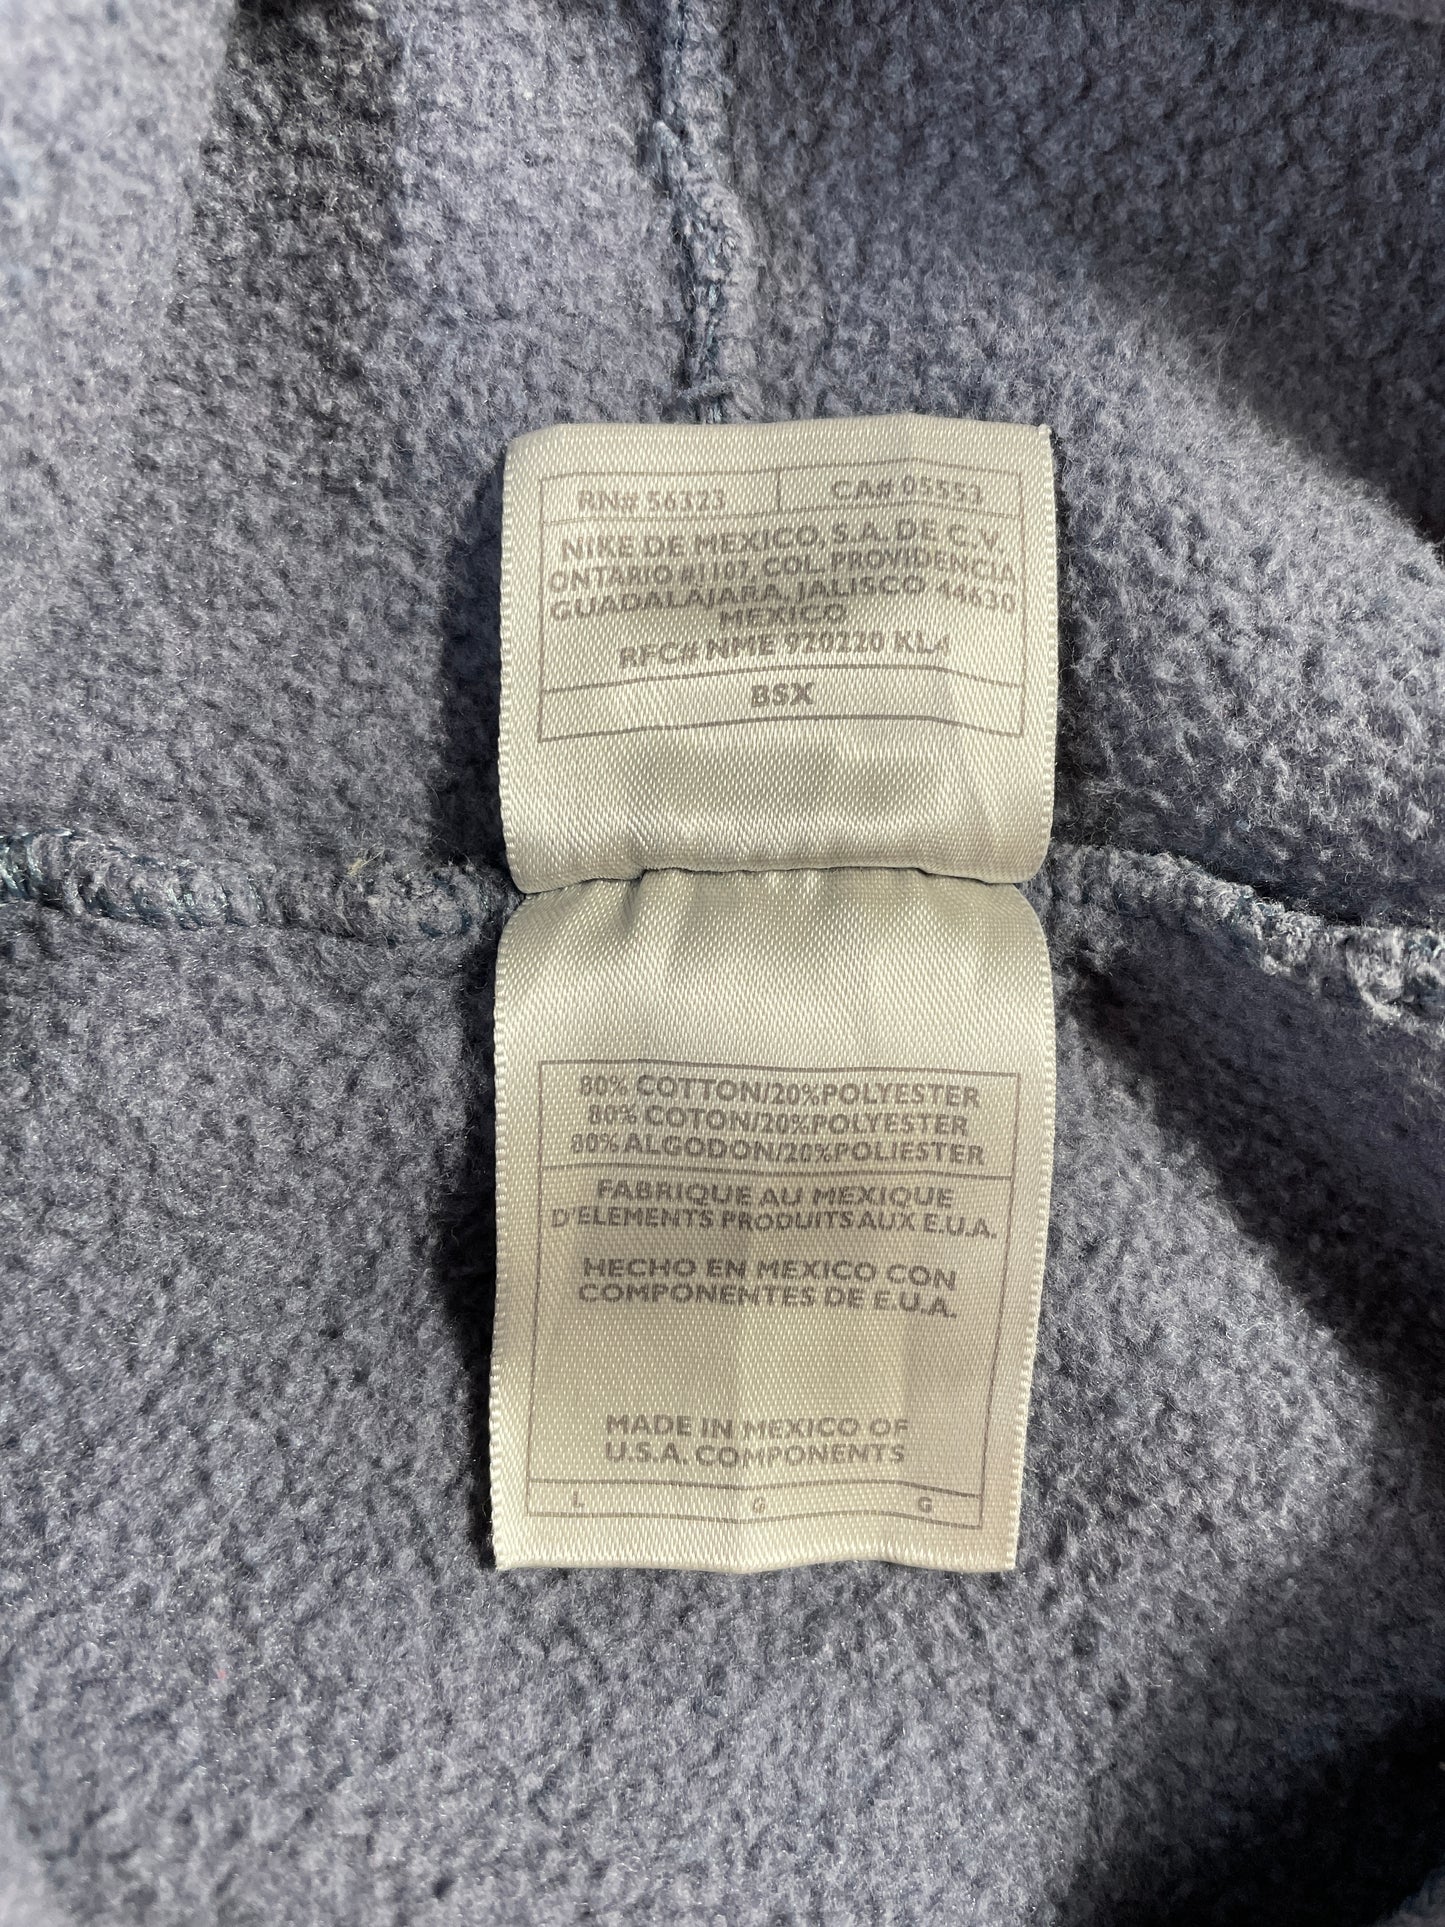 RN# 56323 CA# 05553
NIKE DE MEXICO, S.A. DE C.V.
ONTARIO #1107, COL. PROVIDENCIA
GUADALAJARA, JALISCO 44630
MEXICO
RFC# NME 920220 KL4
BSX
80% COTTON/20%POLYESTER
80% COTON/20%POLYESTER
80% ALGODON/20%POLIESTER
FABRIQUE AU MEXIQUE
D'ELEMENTS PRODUITS AUX E.U.A.
HECHO EN MEXICO CON
COMPONENTES DE E.U.A.
MADE IN MEXICO OF
U.S.A. COMPONENTS
L G G